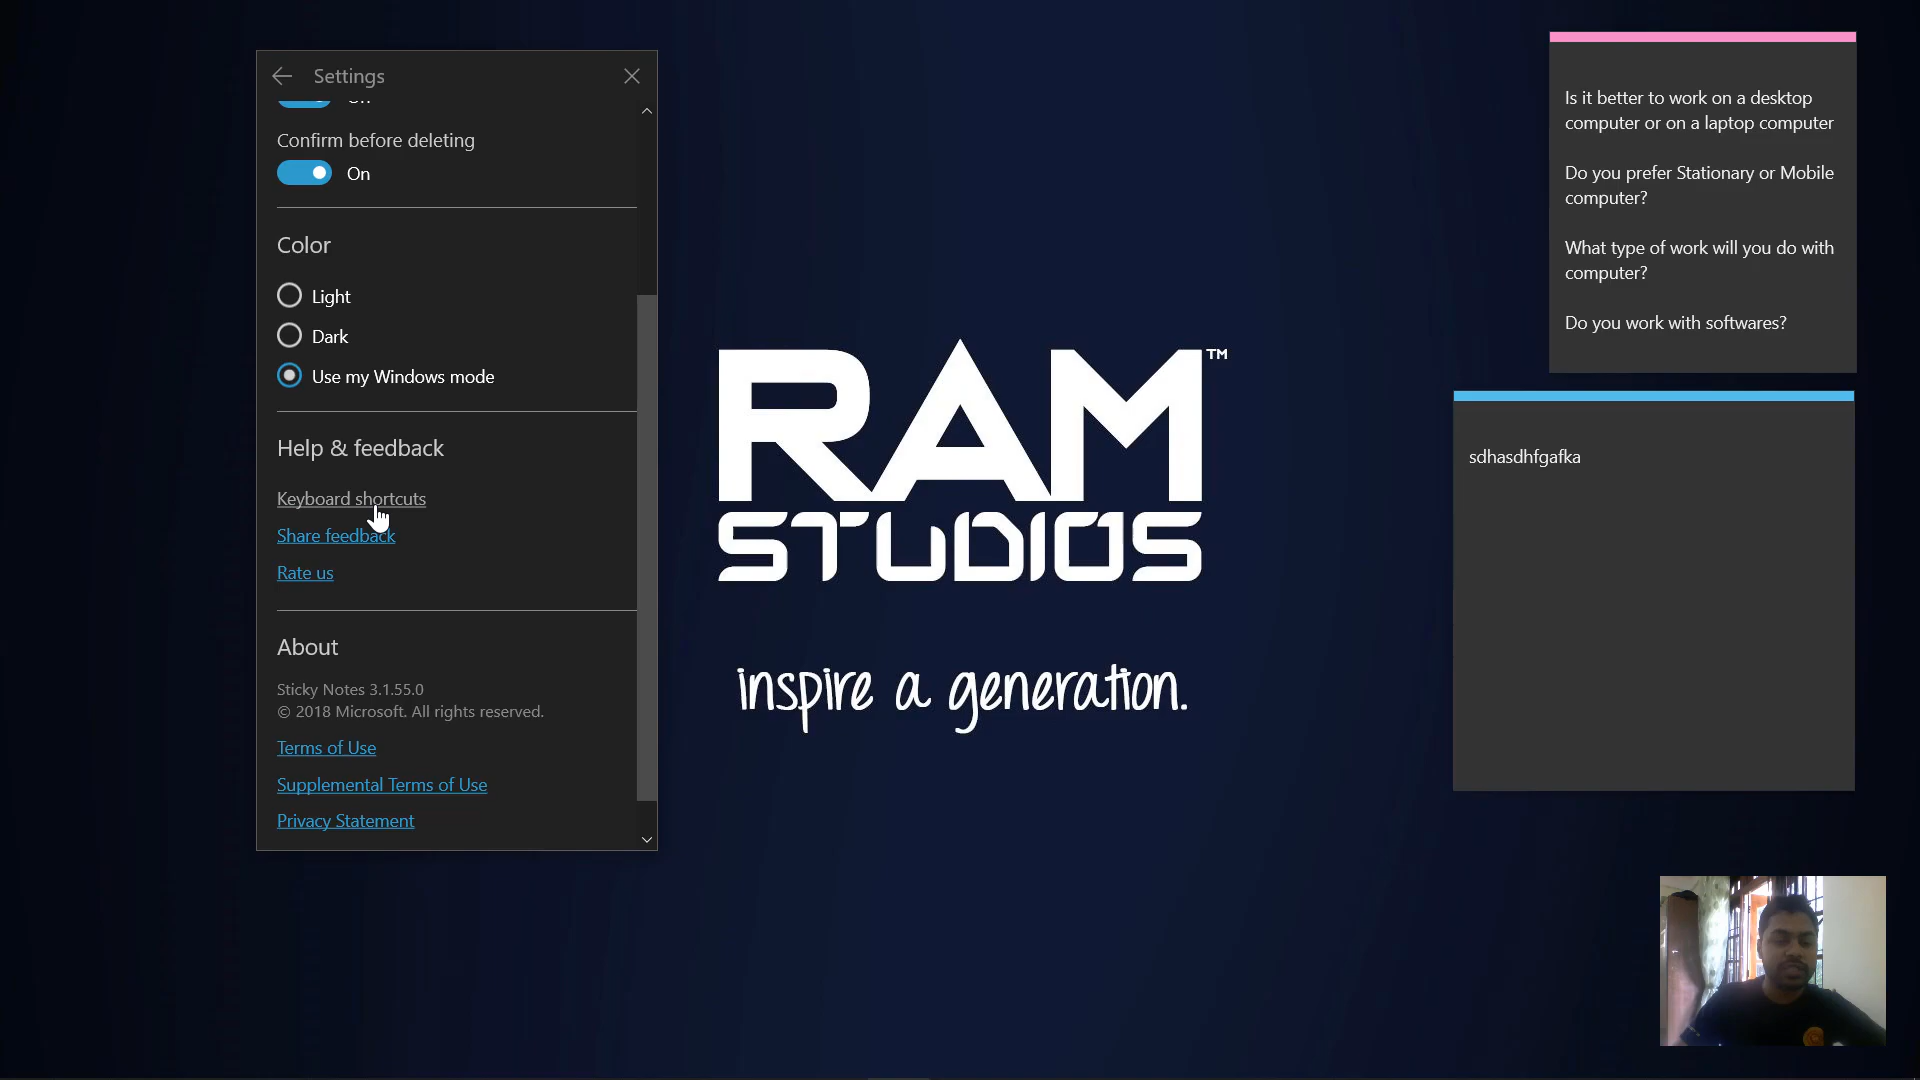 Settings
Confirm before deleting
On
Color
Light
Dark
Use my Windows mode
Help & feedback
Keyboard shortcuts
Share feedback
Rate us
About
Sticky Notes 3.1.55.0
© 2018 Microsoft. All rights reserved.
Terms of Use
Supplemental Terms of Use
Privacy Statement
RAM™
STUDIOS
inspire a generation.
Is it better to work on a desktop
computer or on a laptop computer
Do you prefer Stationary or Mobile
computer?
What type of work will you do with
computer?
Do you work with softwares?
sdhasdhfgafka